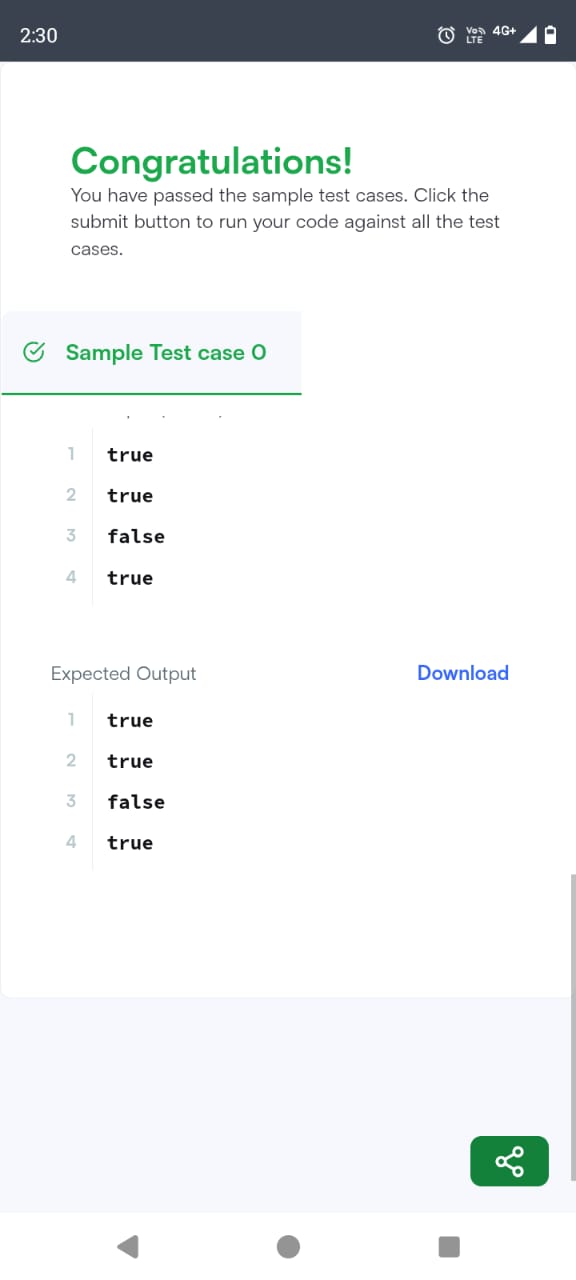 2:30
Vo)) LTE 4G+
Congratulations!
You have passed the sample test cases. Click the
submit button to run your code against all the test
cases.
Sample Test case 0
1 true
2 true
3 false
4 true
Expected Output Download
1 true
2 true
3 false
4 true